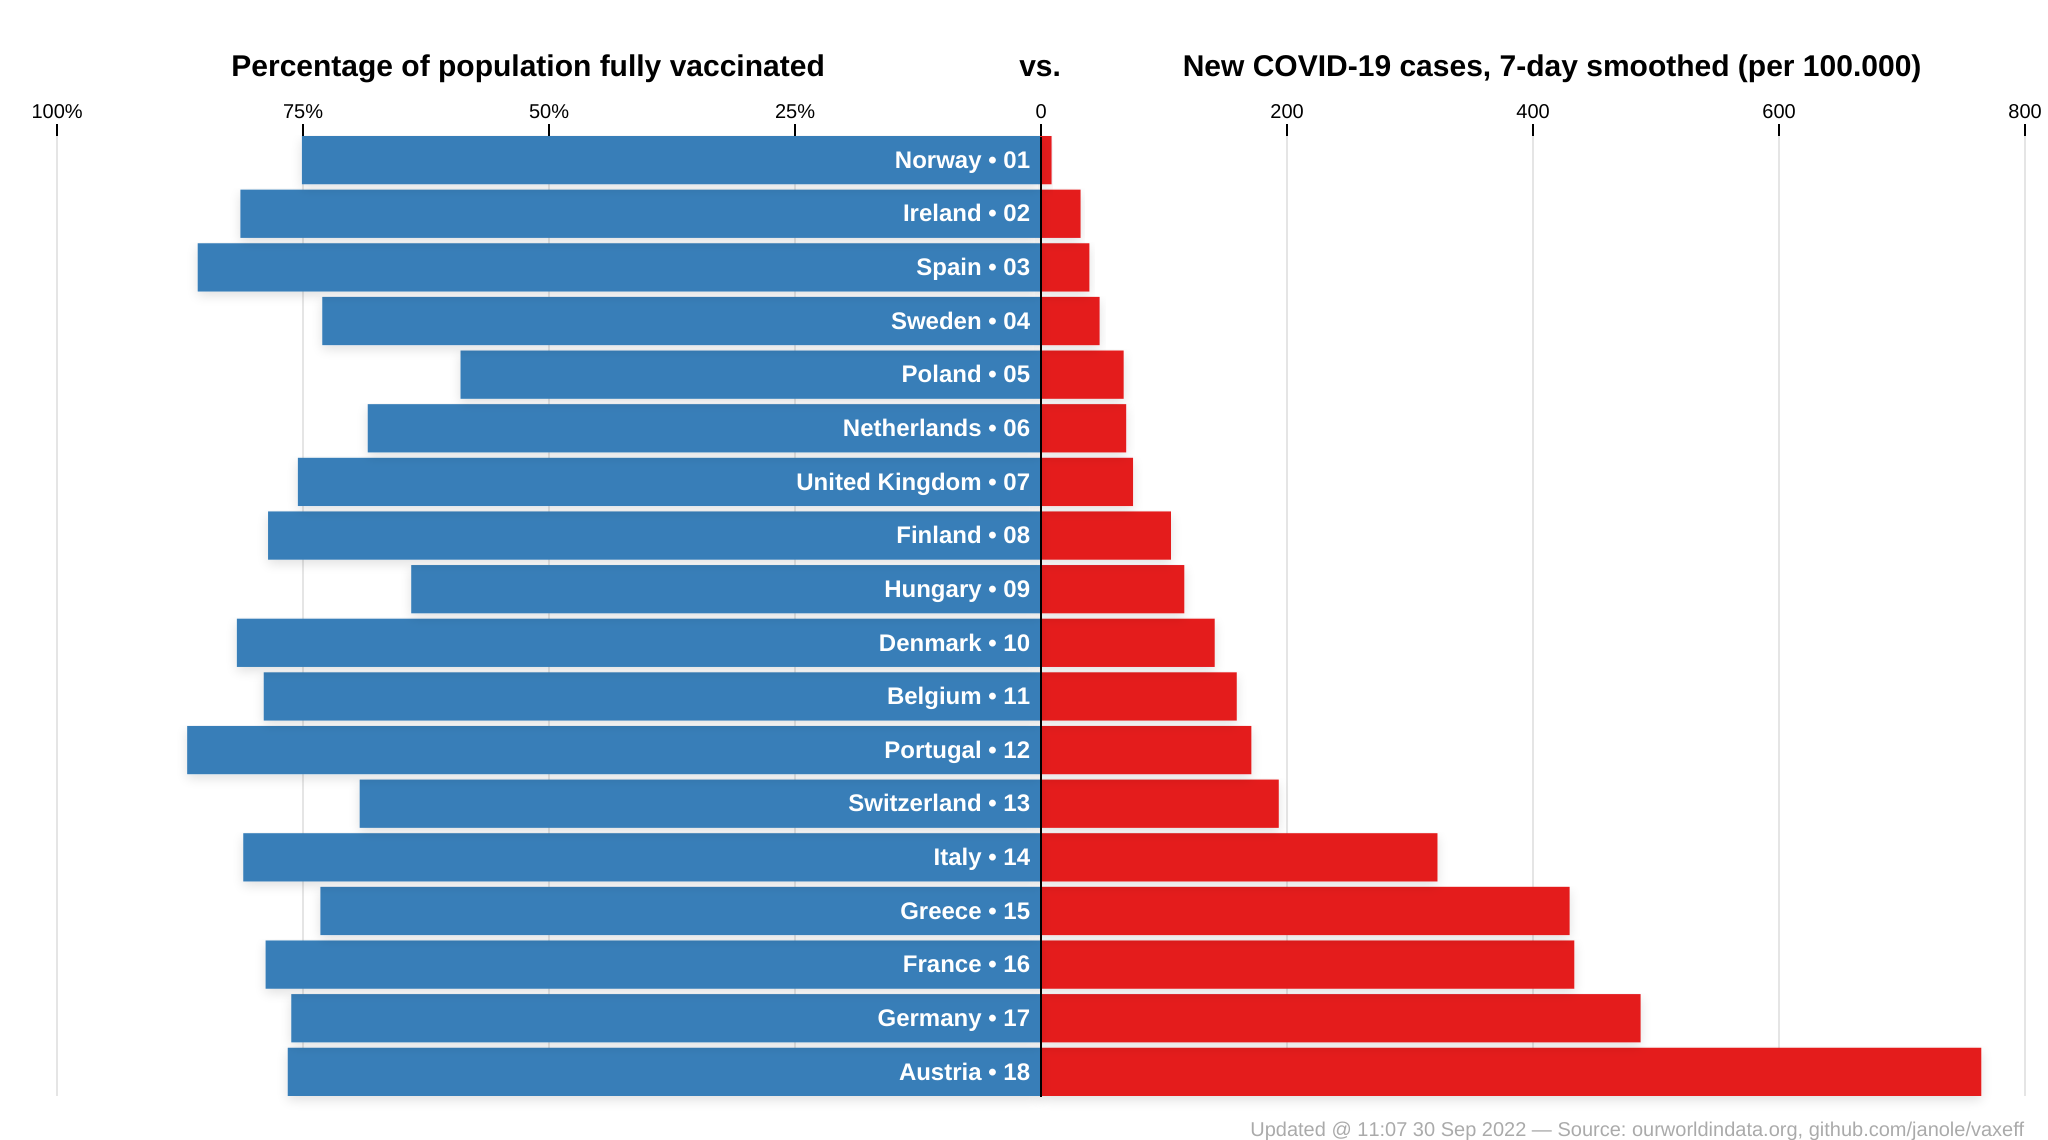 Percentage of population fully vaccinated vs. New COVID-19 cases, 7-day smoothed (per 100.000)
100% 75% 50% 25% 0 200 400 600 800
Norway • 01
Ireland • 02
Spain • 03
Sweden • 04
Poland • 05
Netherlands • 06
United Kingdom • 07
Finland • 08
Hungary • 09
Denmark • 10
Belgium • 11
Portugal • 12
Switzerland • 13
Italy • 14
Greece • 15
France • 16
Germany • 17
Austria • 18
Updated @ 11:07 30 Sep 2022 — Source: ourworldindata.org, github.com/janole/vaxeff